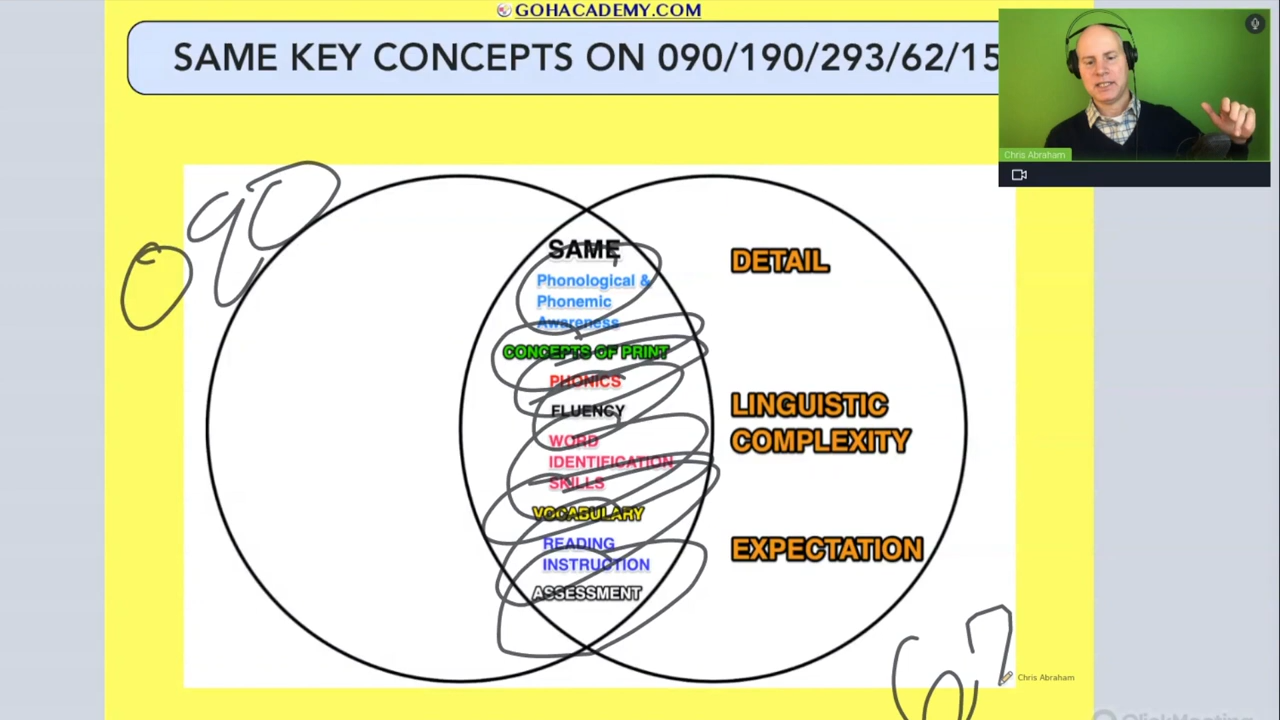 GOHACADEMY.COM
SAME KEY CONCEPTS ON 090/190/293/62/15
Chris Abraham
090
SAME
Phonological &
Phonemic
Awareness
CONCEPTS OF PRINT
PHONICS
FLUENCY
WORD
IDENTIFICATION
SKILLS
VOCABULARY
READING
INSTRUCTION
ASSESSMENT
DETAIL
LINGUISTIC
COMPLEXITY
EXPECTATION
Chris Abraham
ClickMeeting